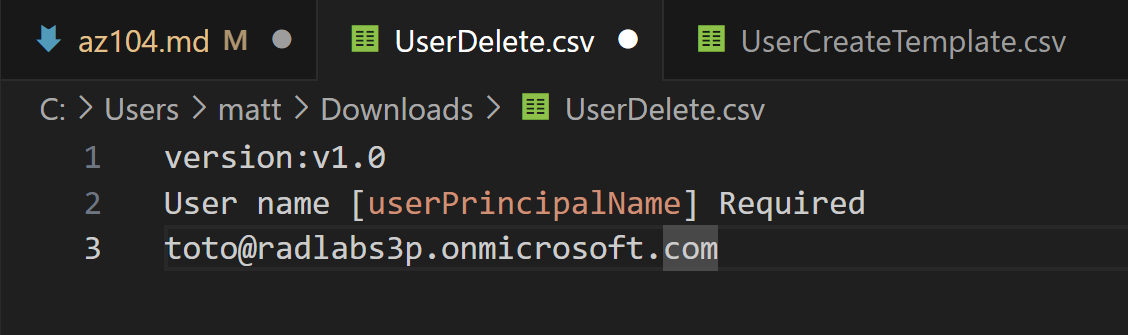 az104.md M
UserDelete.csv
UserCreateTemplate.csv
C: > Users > matt > Downloads > UserDelete.csv
1 version:v1.0
2 User name [userPrincipalName] Required
3 toto@radlabs3p.onmicrosoft.com